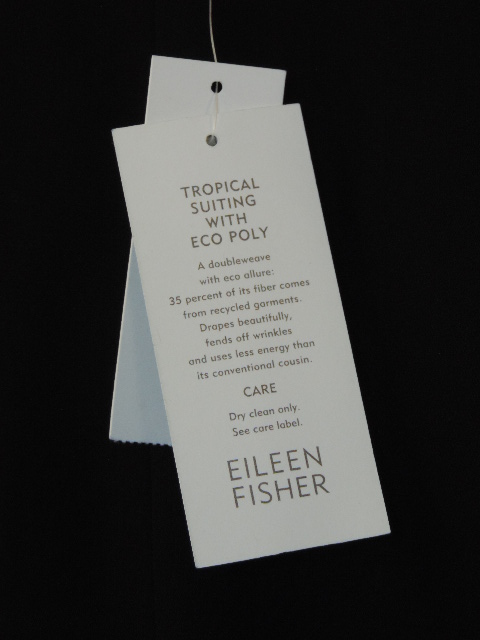 TROPICAL
SUITING
WITH
ECO POLY
A doubleweave
with eco allure:
35 percent of its fiber comes
from recycled garments.
Drapes beautifully,
fends off wrinkles
and uses less energy than
its conventional cousin.
CARE
Dry clean only.
See care label.
EILEEN
FISHER